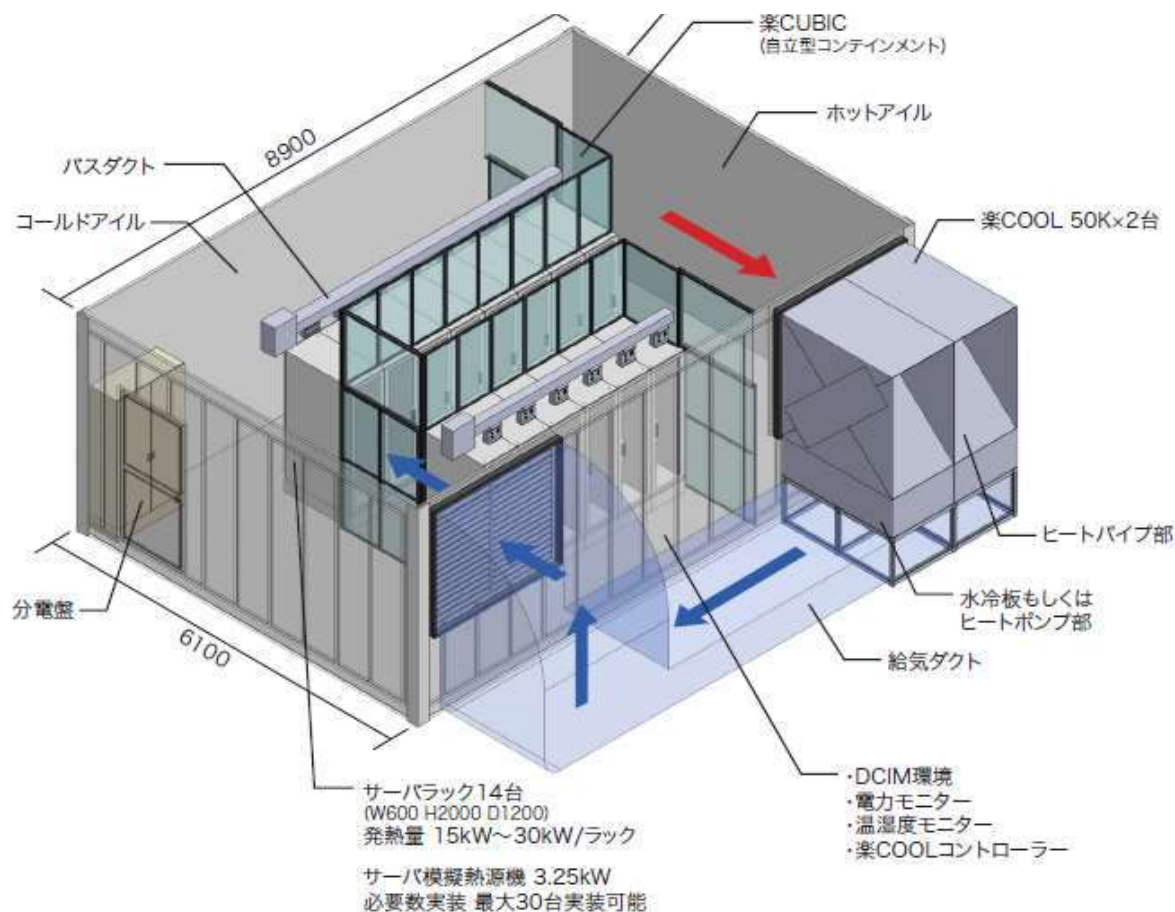 楽CUBIC
(自立型コンテインメント)
ホットアイル
8900
バスダクト
コールドアイル
楽COOL 50K×2台
ヒートパイプ部
水冷板もしくは
ヒートポンプ部
分電盤
6100
給気ダクト
・DCIM環境
・電力モニター
・温湿度モニター
・楽COOLコントローラー
サーバラック14台
(W600 H2000 D1200)
発熱量 15kW〜30kW/ラック
サーバ模擬熱源機 3.25kW
必要数実装 最大30台実装可能